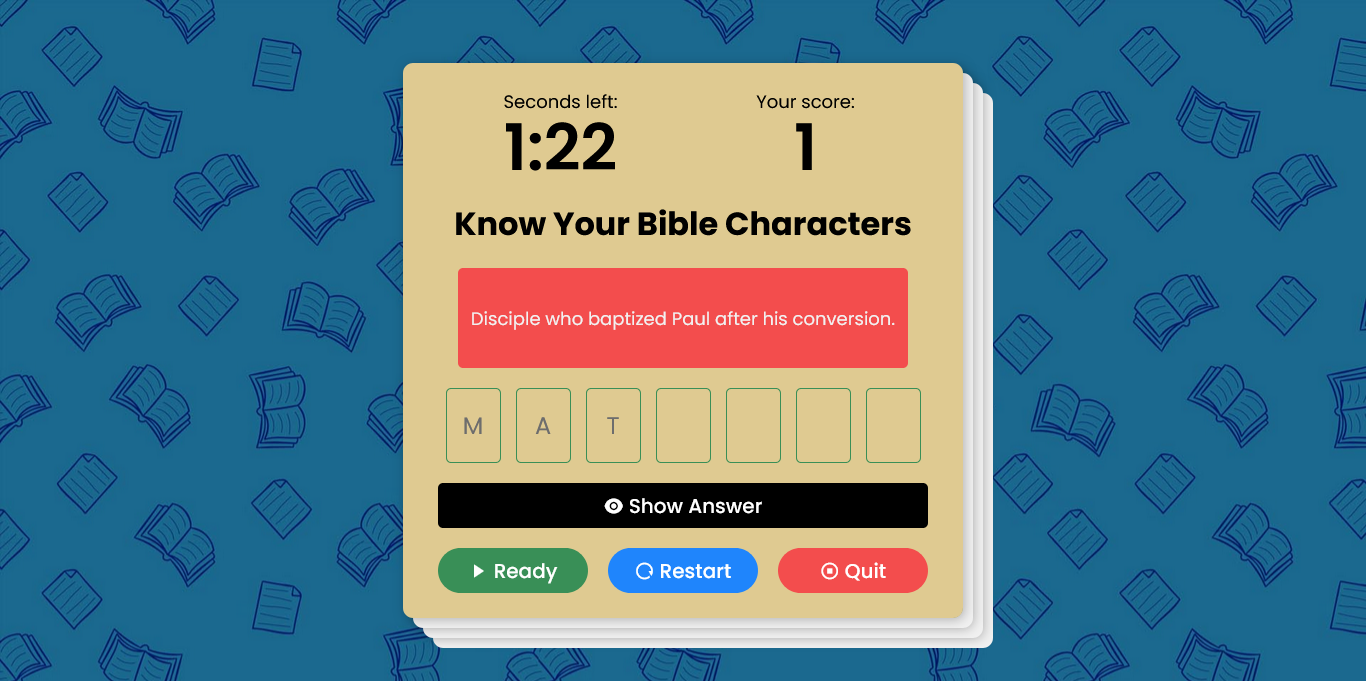 Seconds left:
1:22
Your score:
1
Know Your Bible Characters
Disciple who baptized Paul after his conversion.
M A T
Show Answer
Ready
Restart
Quit